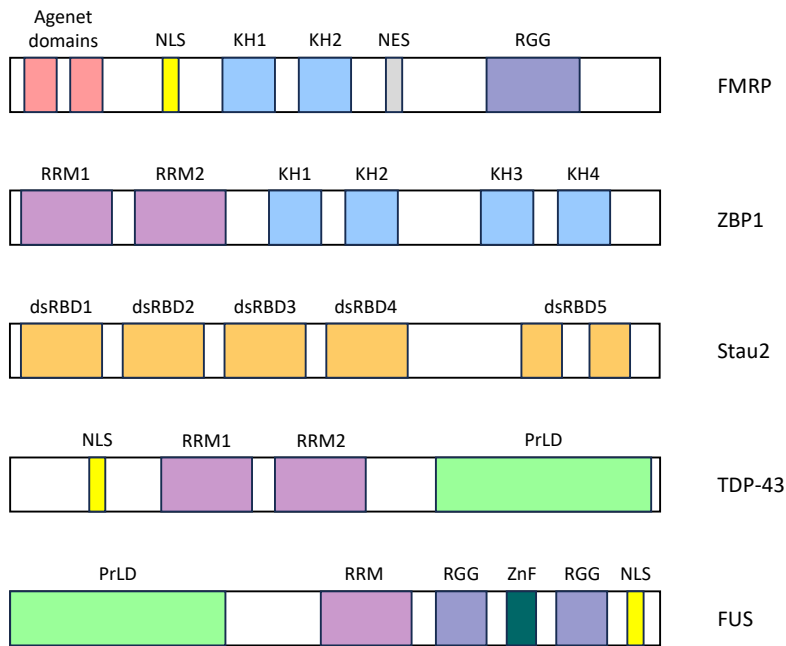 Agenet
domains NLS KH1 KH2 NES RGG
FMRP
RRM1 RRM2 KH1 KH2 KH3 KH4
ZBP1
dsRBD1 dsRBD2 dsRBD3 dsRBD4 dsRBD5
Stau2
NLS RRM1 RRM2 PrLD
TDP-43
PrLD RRM RGG ZnF RGG NLS
FUS